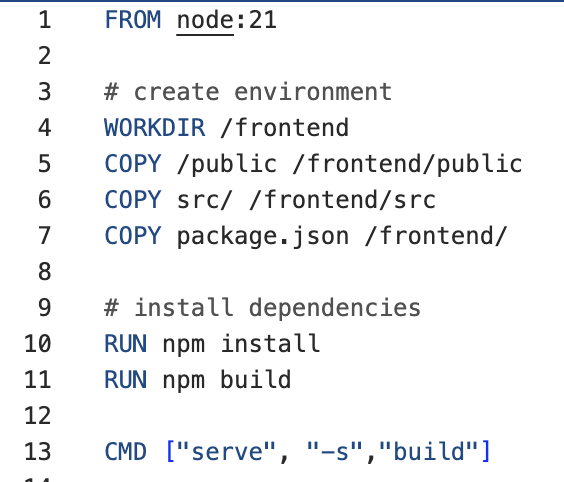 1 FROM node:21
2
3 # create environment
4 WORKDIR /frontend
5 COPY /public /frontend/public
6 COPY src/ /frontend/src
7 COPY package.json /frontend/
8
9 # install dependencies
10 RUN npm install
11 RUN npm build
12
13 CMD ["serve", "-s","build"]